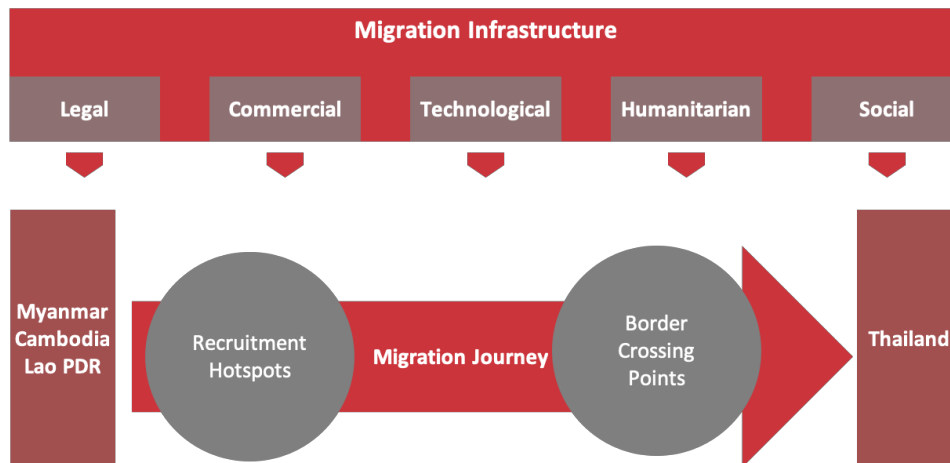 Migration Infrastructure
Legal
Commercial
Technological
Humanitarian
Social
Myanmar
Cambodia
Lao PDR
Recruitment
Hotspots
Migration Journey
Border
Crossing
Points
Thailand